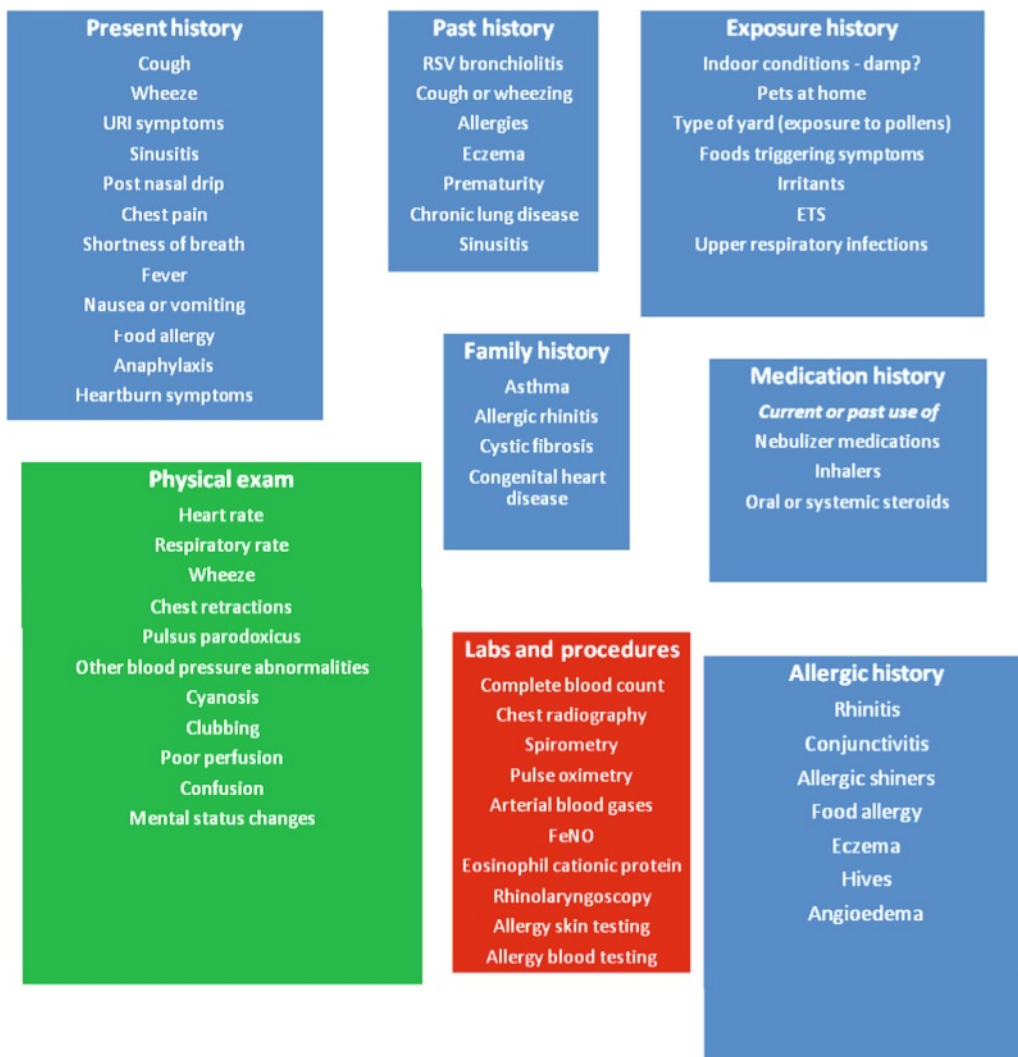 Present history
Cough
Wheeze
URI symptoms
Sinusitis
Post nasal drip
Chest pain
Shortness of breath
Fever
Nausea or vomiting
Food allergy
Anaphylaxis
Heartburn symptoms
Past history
RSV bronchiolitis
Cough or wheezing
Allergies
Eczema
Prematurity
Chronic lung disease
Sinusitis
Exposure history
Indoor conditions - damp?
Pets at home
Type of yard (exposure to pollens)
Foods triggering symptoms
Irritants
ETS
Upper respiratory infections
Family history
Asthma
Allergic rhinitis
Cystic fibrosis
Congenital heart
disease
Medication history
Current or past use of
Nebulizer medications
Inhalers
Oral or systemic steroids
Physical exam
Heart rate
Respiratory rate
Wheeze
Chest retractions
Pulsus parodoxicus
Other blood pressure abnormalities
Cyanosis
Clubbing
Poor perfusion
Confusion
Mental status changes
Labs and procedures
Complete blood count
Chest radiography
Spirometry
Pulse oximetry
Arterial blood gases
FeNO
Eosinophil cationic protein
Rhinolaryngoscopy
Allergy skin testing
Allergy blood testing
Allergic history
Rhinitis
Conjunctivitis
Allergic shiners
Food allergy
Eczema
Hives
Angioedema